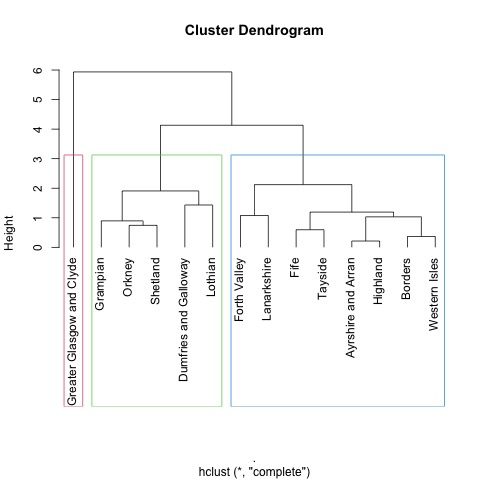 Cluster Dendrogram
Height
6
5
4
3
2
1
0
Greater Glasgow and Clyde
Grampian
Orkney
Shetland
Dumfries and Galloway
Lothian
Forth Valley
Lanarkshire
Fife
Tayside
Ayrshire and Arran
Highland
Borders
Western Isles
.
hclust (*, "complete")